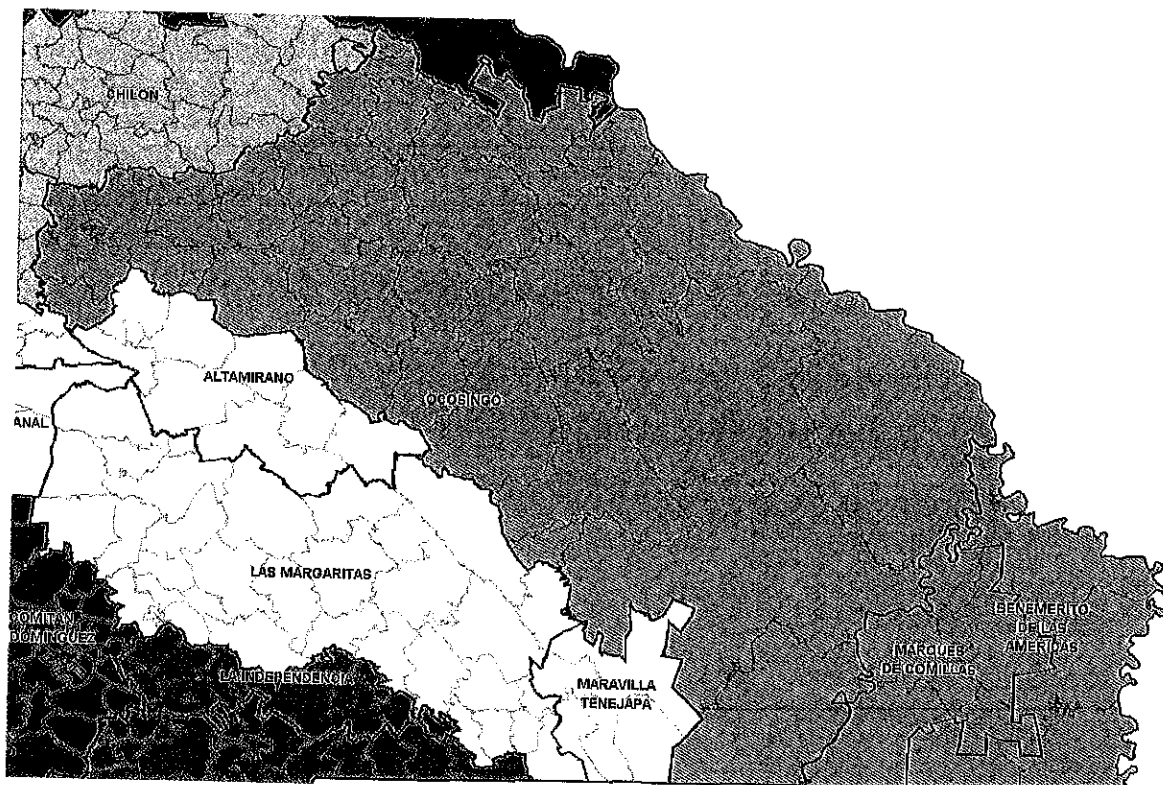 CHILON
ALTAMIRANO
OCOSINGO
ANAL
LAS MARGARITAS
COMITAN
DOMINGUEZ
LA INDEPENDENCIA
MARAVILLA
TENEJAPA
MARQUES
DE COMILLAS
BENEMERITO
DE LAS
AMERICAS